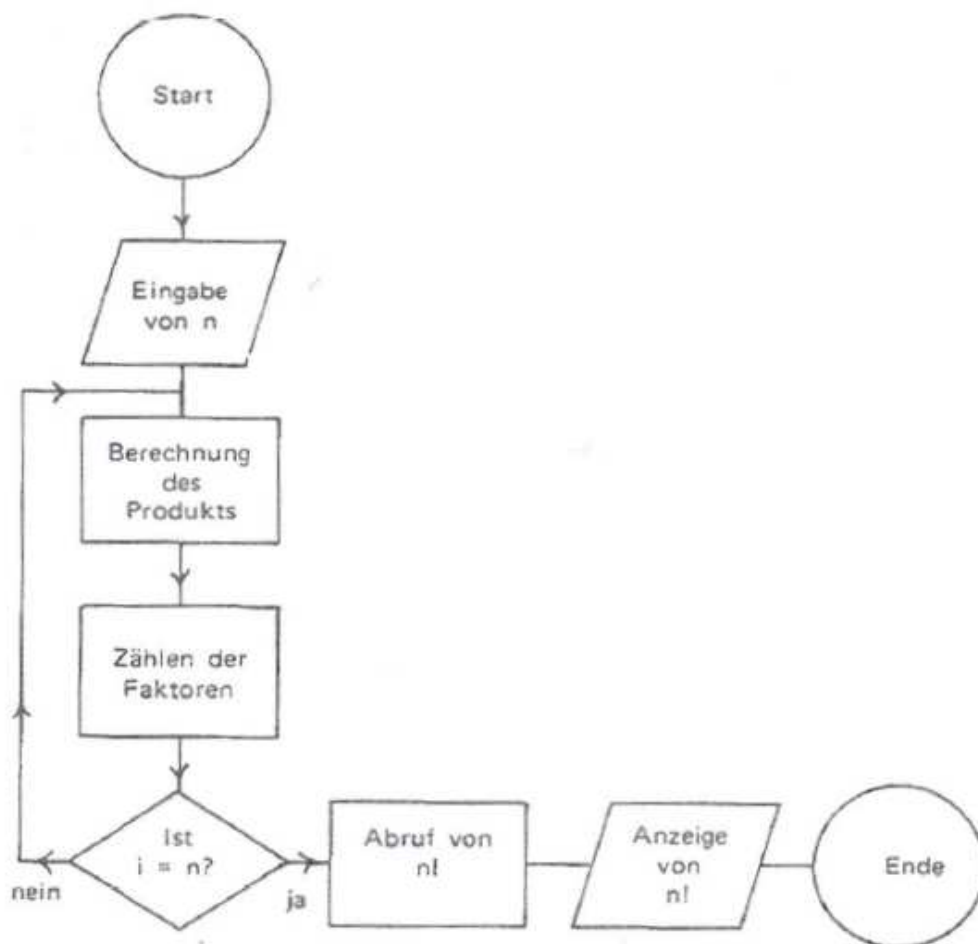 Start
Eingabe
von n
Berechnung
des
Produkts
Zählen der
Faktoren
Ist
i = n?
nein
ja
Abruf von
n!
Anzeige
von
n!
Ende